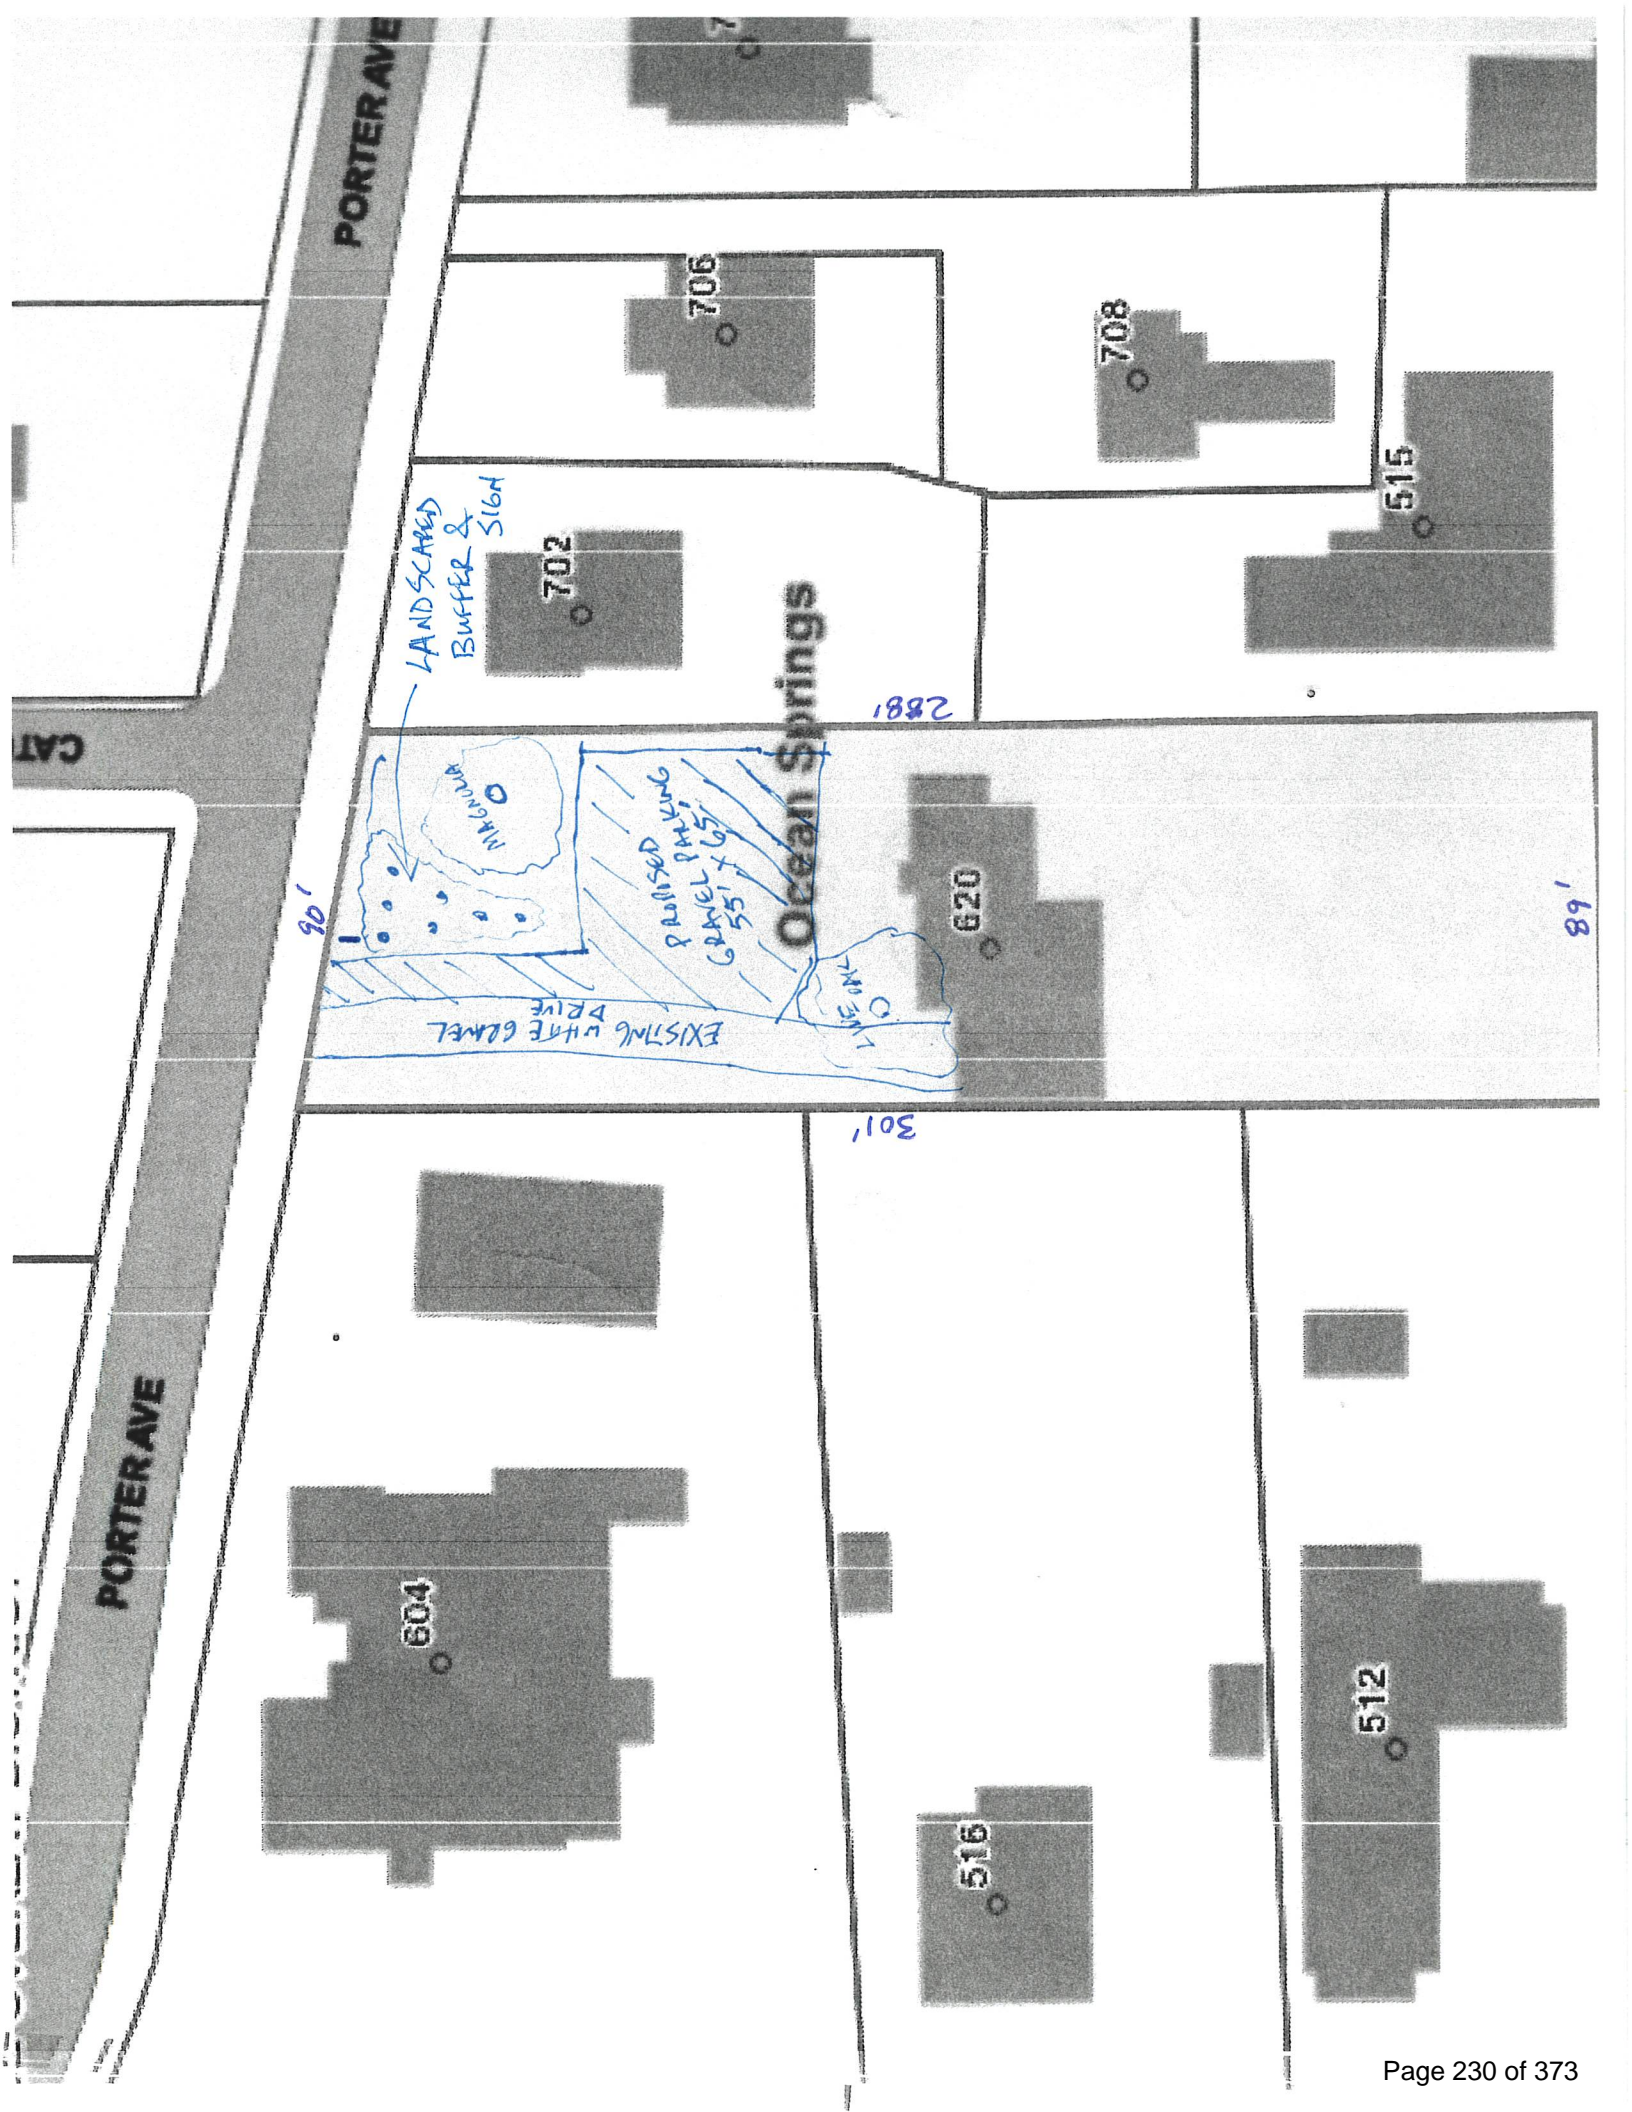 PORTER AVE
7
706
708
515
LANDSCAPED
BUFFER &
SIGN
702
CAT
Ocean Springs
288'
MAGNOLIA
PROPOSED
GRAVEL PARKING
55' X 65'
90'
620
89'
LIVE OAK
EXISTING WHITE GRAVEL
DRIVE
301'
PORTER AVE
604
516
512
Page 230 of 373